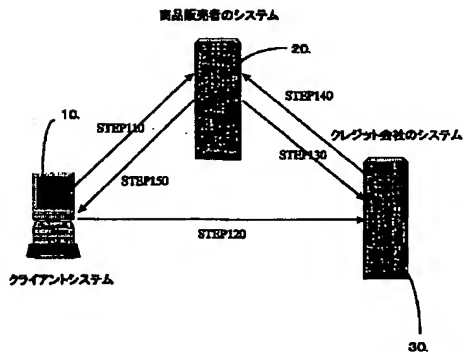 商品販売者のシステム
20.
10.
STEP110
STEP140
クレジット会社のシステム
STEP150
STEP130
STEP120
クライアントシステム
30.